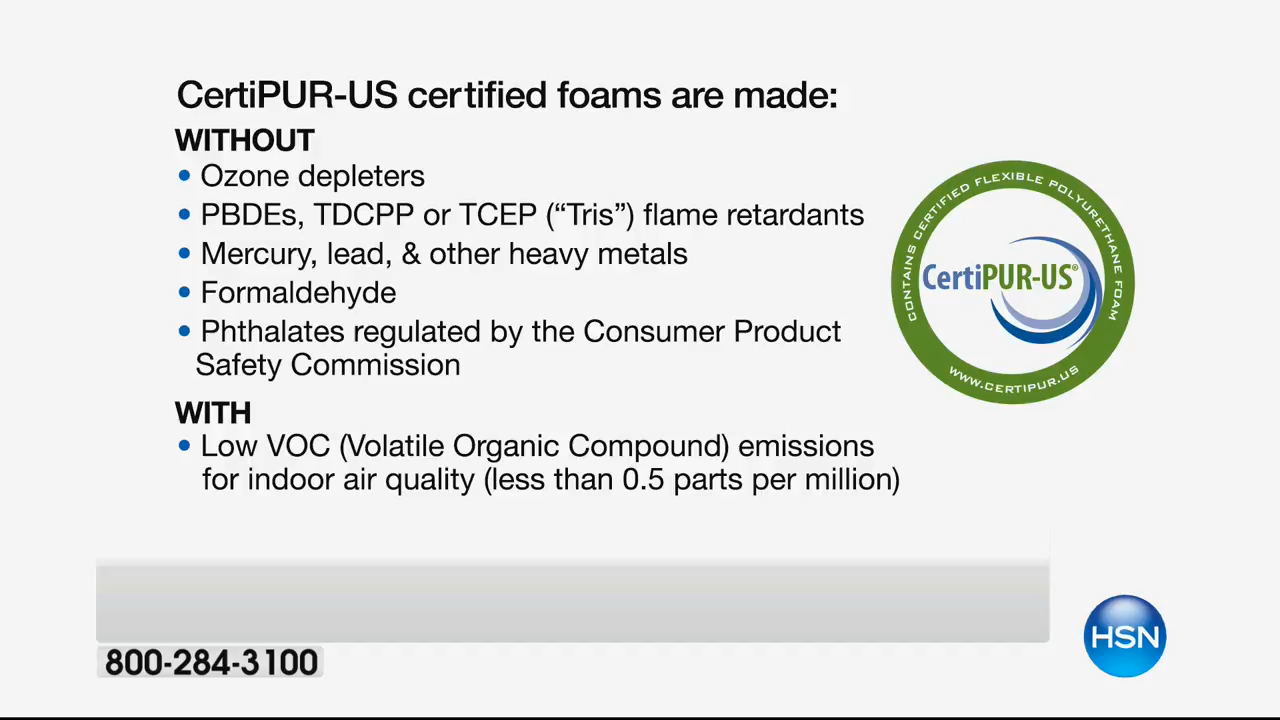 CertiPUR-US certified foams are made:
WITHOUT
• Ozone depleters
• PBDEs, TDCPP or TCEP (“Tris”) flame retardants
• Mercury, lead, & other heavy metals
• Formaldehyde
• Phthalates regulated by the Consumer Product
Safety Commission
WITH
• Low VOC (Volatile Organic Compound) emissions
for indoor air quality (less than 0.5 parts per million)
CONTAINS CERTIFIED FLEXIBLE POLYURETHANE FOAM
CertiPUR-US®
WWW.CERTIPUR.US
800-284-3100
HSN